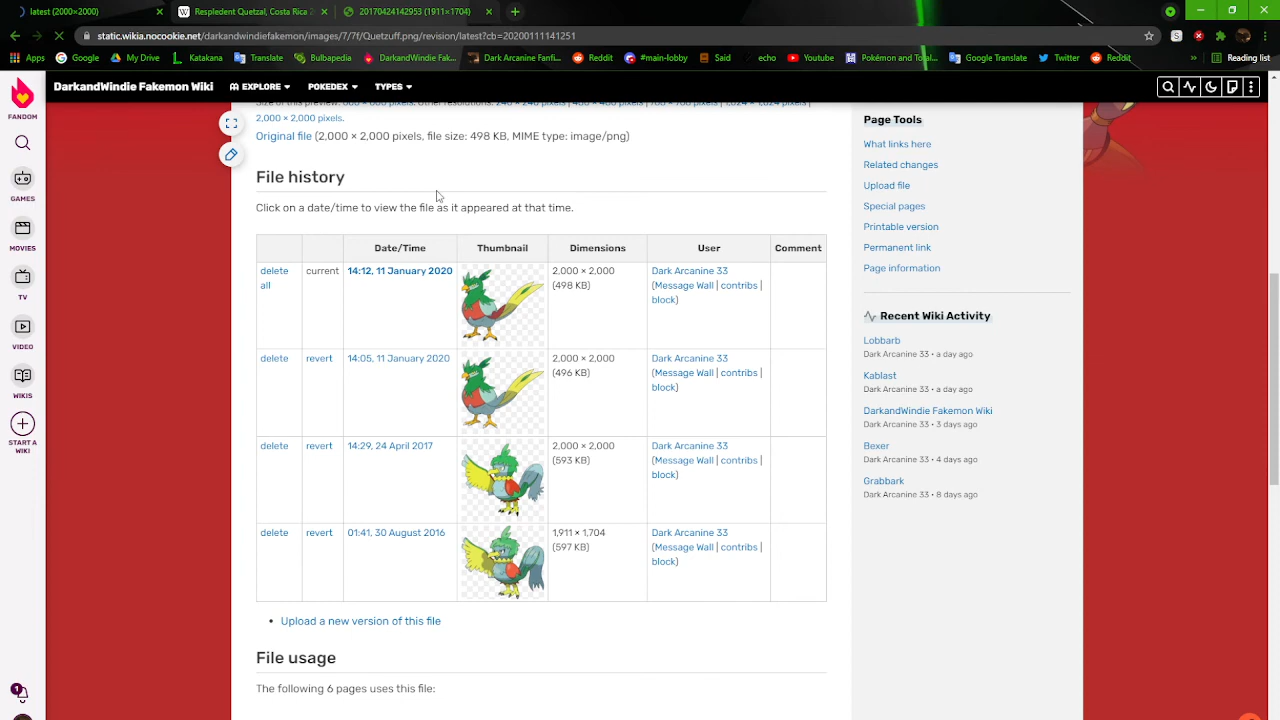 latest (2000×2000)
Respledent Quetzal, Costa Rica 2
20170424142953 (1911×1704)
static.wikia.nocookie.net/darkandwindiefakemon/images/7/7f/Quetzuff.png/revision/latest?cb=20200111141251
Apps Google M Katakana Translate Bulbapedia DarkandWindie Fak... Dark Arcanine Fanfi... Reddit #main-lobby Said echo YouTube Pokémon and Total... Google Translate Twitter Reddit » Reading list
DarkandWindie Fakemon Wiki EXPLORE POKEDEX TYPES
FANDOM
GAMES
MOVIES
TV
VIDEO
WIKIS
START A
WIKI
1
2,000 × 2,000 pixels.
Original file (2,000 × 2,000 pixels, file size: 498 KB, MIME type: image/png)
File history
Click on a date/time to view the file as it appeared at that time.
Date/Time Thumbnail Dimensions User Comment
delete all current 14:12, 11 January 2020 2,000 × 2,000 (498 KB) Dark Arcanine 33 (Message Wall | contribs | block)
delete revert 14:05, 11 January 2020 2,000 × 2,000 (496 KB) Dark Arcanine 33 (Message Wall | contribs | block)
delete revert 14:29, 24 April 2017 2,000 × 2,000 (593 KB) Dark Arcanine 33 (Message Wall | contribs | block)
delete revert 01:41, 30 August 2016 1,911 × 1,704 (597 KB) Dark Arcanine 33 (Message Wall | contribs | block)
• Upload a new version of this file
File usage
The following 6 pages uses this file:
Page Tools
What links here
Related changes
Upload file
Special pages
Printable version
Permanent link
Page information
Recent Wiki Activity
Lobbarb
Dark Arcanine 33 • a day ago
Kablast
Dark Arcanine 33 • a day ago
DarkandWindie Fakemon Wiki
Dark Arcanine 33 • 3 days ago
Bexer
Dark Arcanine 33 • 4 days ago
Grabbark
Dark Arcanine 33 • 8 days ago